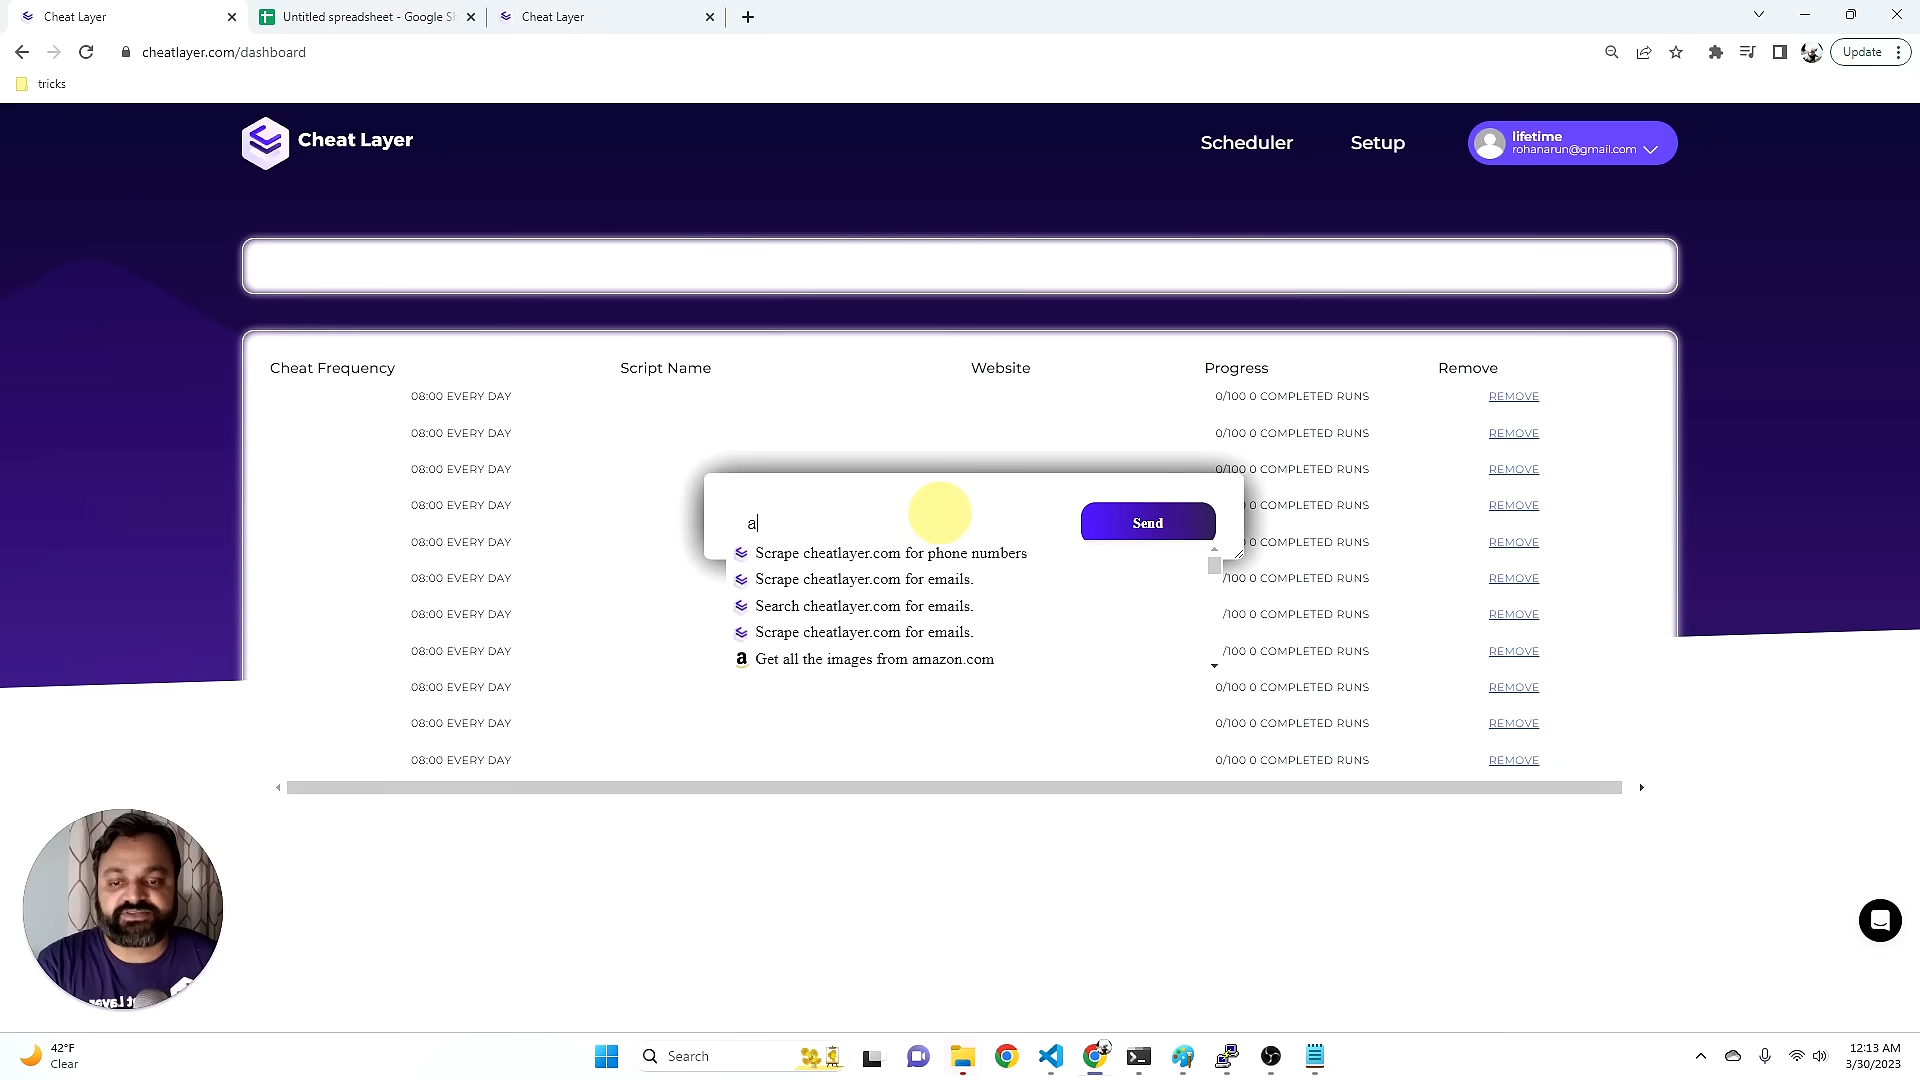 Cheat Layer
Untitled spreadsheet - Google Sh
Cheat Layer
cheatlayer.com/dashboard
Update
tricks
Cheat Layer
Scheduler
Setup
lifetime
rohanarun@gmail.com
Cheat Frequency
Script Name
Website
Progress
Remove
08:00 EVERY DAY
0/100 0 COMPLETED RUNS
REMOVE
08:00 EVERY DAY
0/100 0 COMPLETED RUNS
REMOVE
08:00 EVERY DAY
0/100 0 COMPLETED RUNS
REMOVE
08:00 EVERY DAY
0 COMPLETED RUNS
REMOVE
a
Send
08:00 EVERY DAY
0 COMPLETED RUNS
REMOVE
Scrape cheatlayer.com for phone numbers
08:00 EVERY DAY
/100 0 COMPLETED RUNS
REMOVE
Scrape cheatlayer.com for emails.
Search cheatlayer.com for emails.
08:00 EVERY DAY
/100 0 COMPLETED RUNS
REMOVE
Scrape cheatlayer.com for emails.
08:00 EVERY DAY
/100 0 COMPLETED RUNS
REMOVE
Get all the images from amazon.com
08:00 EVERY DAY
0/100 0 COMPLETED RUNS
REMOVE
08:00 EVERY DAY
0/100 0 COMPLETED RUNS
REMOVE
08:00 EVERY DAY
0/100 0 COMPLETED RUNS
REMOVE
42°F
Clear
Search
12:13 AM
3/30/2023